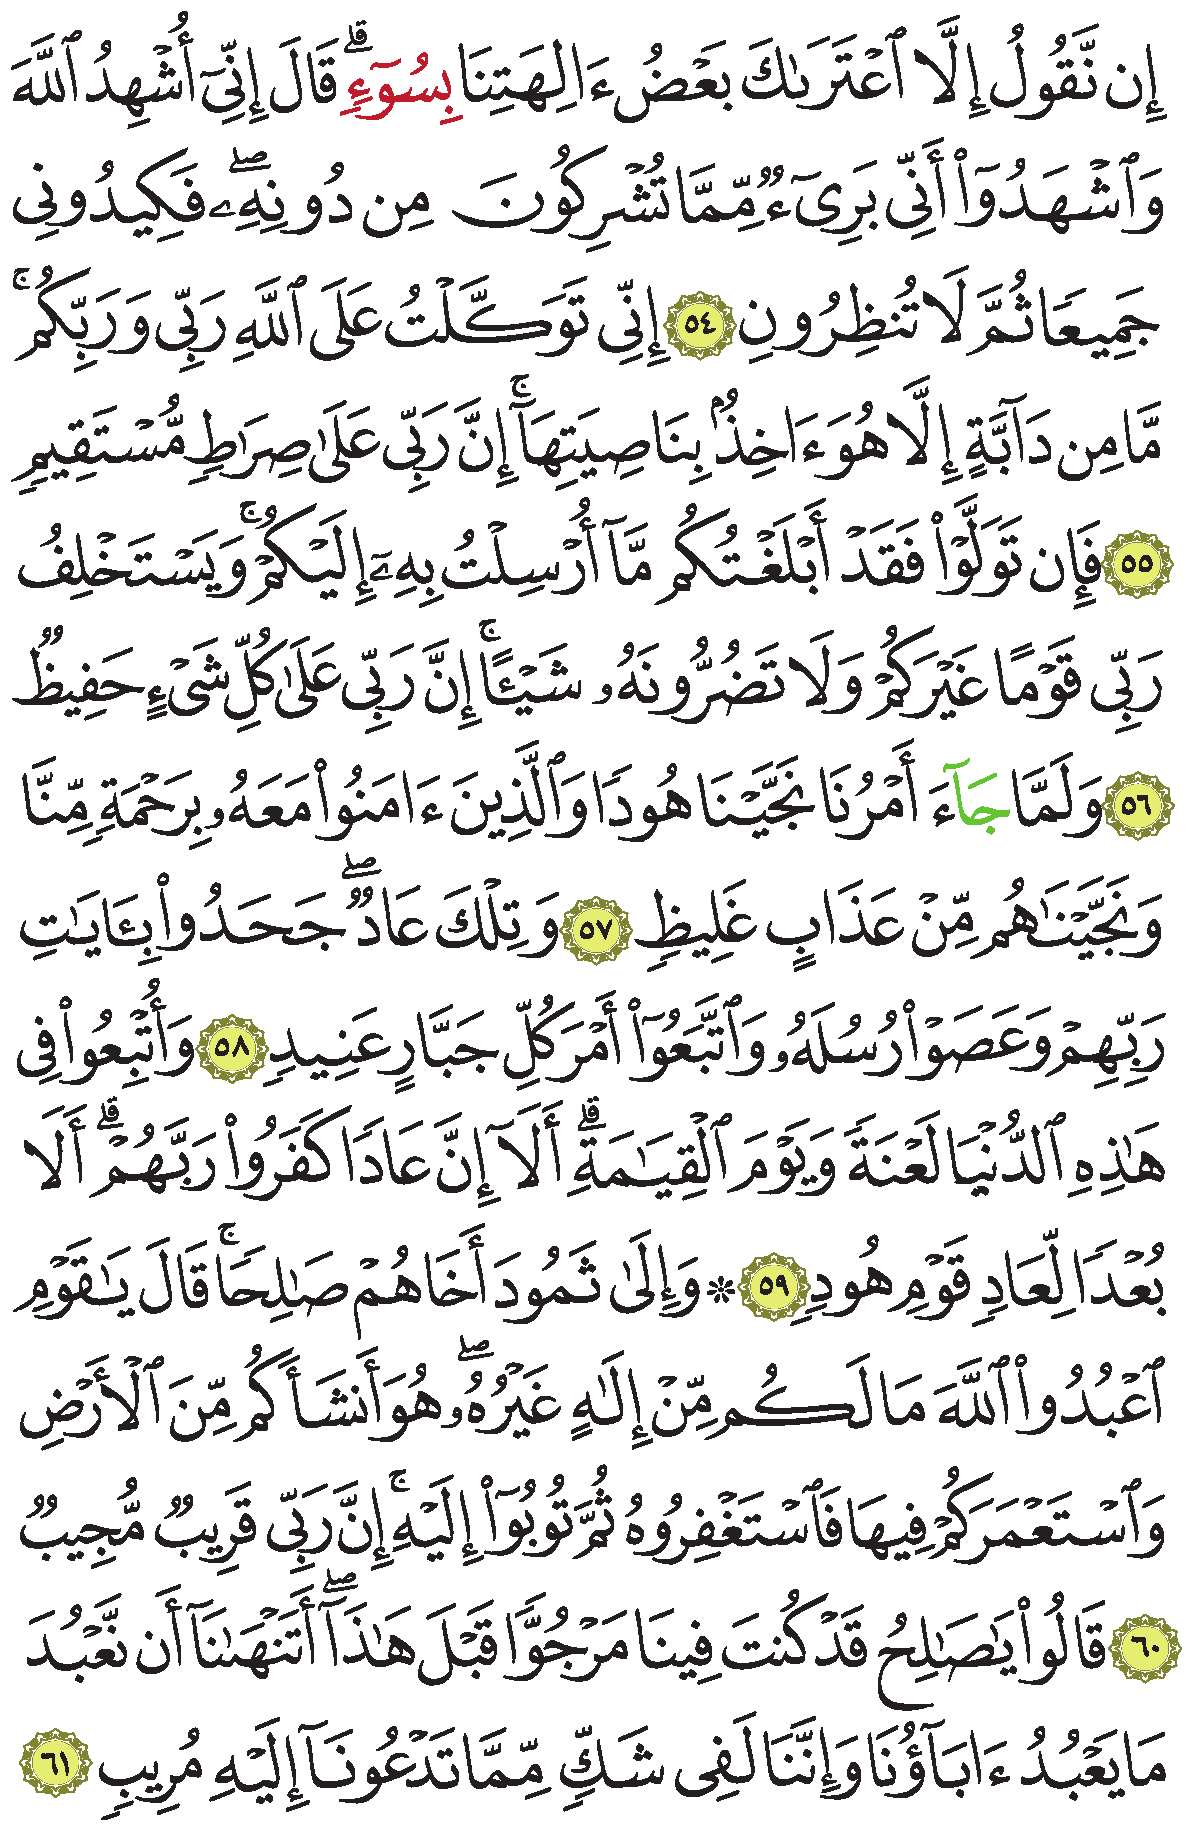 إِن نَّقُولُ إِلَّا ٱعۡتَرَىٰكَ بَعۡضُ ءَالِهَتِنَا بِسُوٓءٖۗ قَالَ إِنِّيٓ أُشۡهِدُ ٱللَّهَ
وَٱشۡهَدُوٓاْ أَنِّي بَرِيٓءٞ مِّمَّا تُشۡرِكُونَ مِن دُونِهِۦۖ فَكِيدُونِي
جَمِيعٗا ثُمَّ لَا تُنظِرُونِ ٥٤ إِنِّي تَوَكَّلۡتُ عَلَى ٱللَّهِ رَبِّي وَرَبِّكُمۚ
مَّا مِن دَآبَّةٍ إِلَّا هُوَ ءَاخِذُۢ بِنَاصِيَتِهَآۚ إِنَّ رَبِّي عَلَىٰ صِرَٰطٖ مُّسۡتَقِيمٖ
٥٥ فَإِن تَوَلَّوۡاْ فَقَدۡ أَبۡلَغۡتُكُم مَّآ أُرۡسِلۡتُ بِهِۦٓ إِلَيۡكُمۡۚ وَيَسۡتَخۡلِفُ
رَبِّي قَوۡمًا غَيۡرَكُمۡ وَلَا تَضُرُّونَهُۥ شَيۡـًٔاۚ إِنَّ رَبِّي عَلَىٰ كُلِّ شَيۡءٍ حَفِيظٞ
٥٦ وَلَمَّا جَآءَ أَمۡرُنَا نَجَّيۡنَا هُودٗا وَٱلَّذِينَ ءَامَنُواْ مَعَهُۥ بِرَحۡمَةٖ مِّنَّا
وَنَجَّيۡنَٰهُم مِّنۡ عَذَابٍ غَلِيظٖ ٥٧ وَتِلۡكَ عَادٞۖ جَحَدُواْ بِـَٔايَٰتِ
رَبِّهِمۡ وَعَصَوۡاْ رُسُلَهُۥ وَٱتَّبَعُوٓاْ أَمۡرَ كُلِّ جَبَّارٍ عَنِيدٖ ٥٨ وَأُتۡبِعُواْ فِي
هَٰذِهِ ٱلدُّنۡيَا لَعۡنَةٗ وَيَوۡمَ ٱلۡقِيَٰمَةِۗ أَلَآ إِنَّ عَادٗا كَفَرُواْ رَبَّهُمۡۗ أَلَا
بُعۡدٗا لِّعَادٖ قَوۡمِ هُودٖ ٥٩ ۞ وَإِلَىٰ ثَمُودَ أَخَاهُمۡ صَٰلِحٗاۚ قَالَ يَٰقَوۡمِ
ٱعۡبُدُواْ ٱللَّهَ مَا لَكُم مِّنۡ إِلَٰهٍ غَيۡرُهُۥۖ هُوَ أَنشَأَكُم مِّنَ ٱلۡأَرۡضِ
وَٱسۡتَعۡمَرَكُمۡ فِيهَا فَٱسۡتَغۡفِرُوهُ ثُمَّ تُوبُوٓاْ إِلَيۡهِۚ إِنَّ رَبِّي قَرِيبٞ مُّجِيبٞ
٦٠ قَالُواْ يَٰصَٰلِحُ قَدۡ كُنتَ فِينَا مَرۡجُوّٗا قَبۡلَ هَٰذَآۖ أَتَنۡهَىٰنَآ أَن نَّعۡبُدَ
مَا يَعۡبُدُ ءَابَآؤُنَا وَإِنَّنَا لَفِي شَكّٖ مِّمَّا تَدۡعُونَآ إِلَيۡهِ مُرِيبٖ ٦١